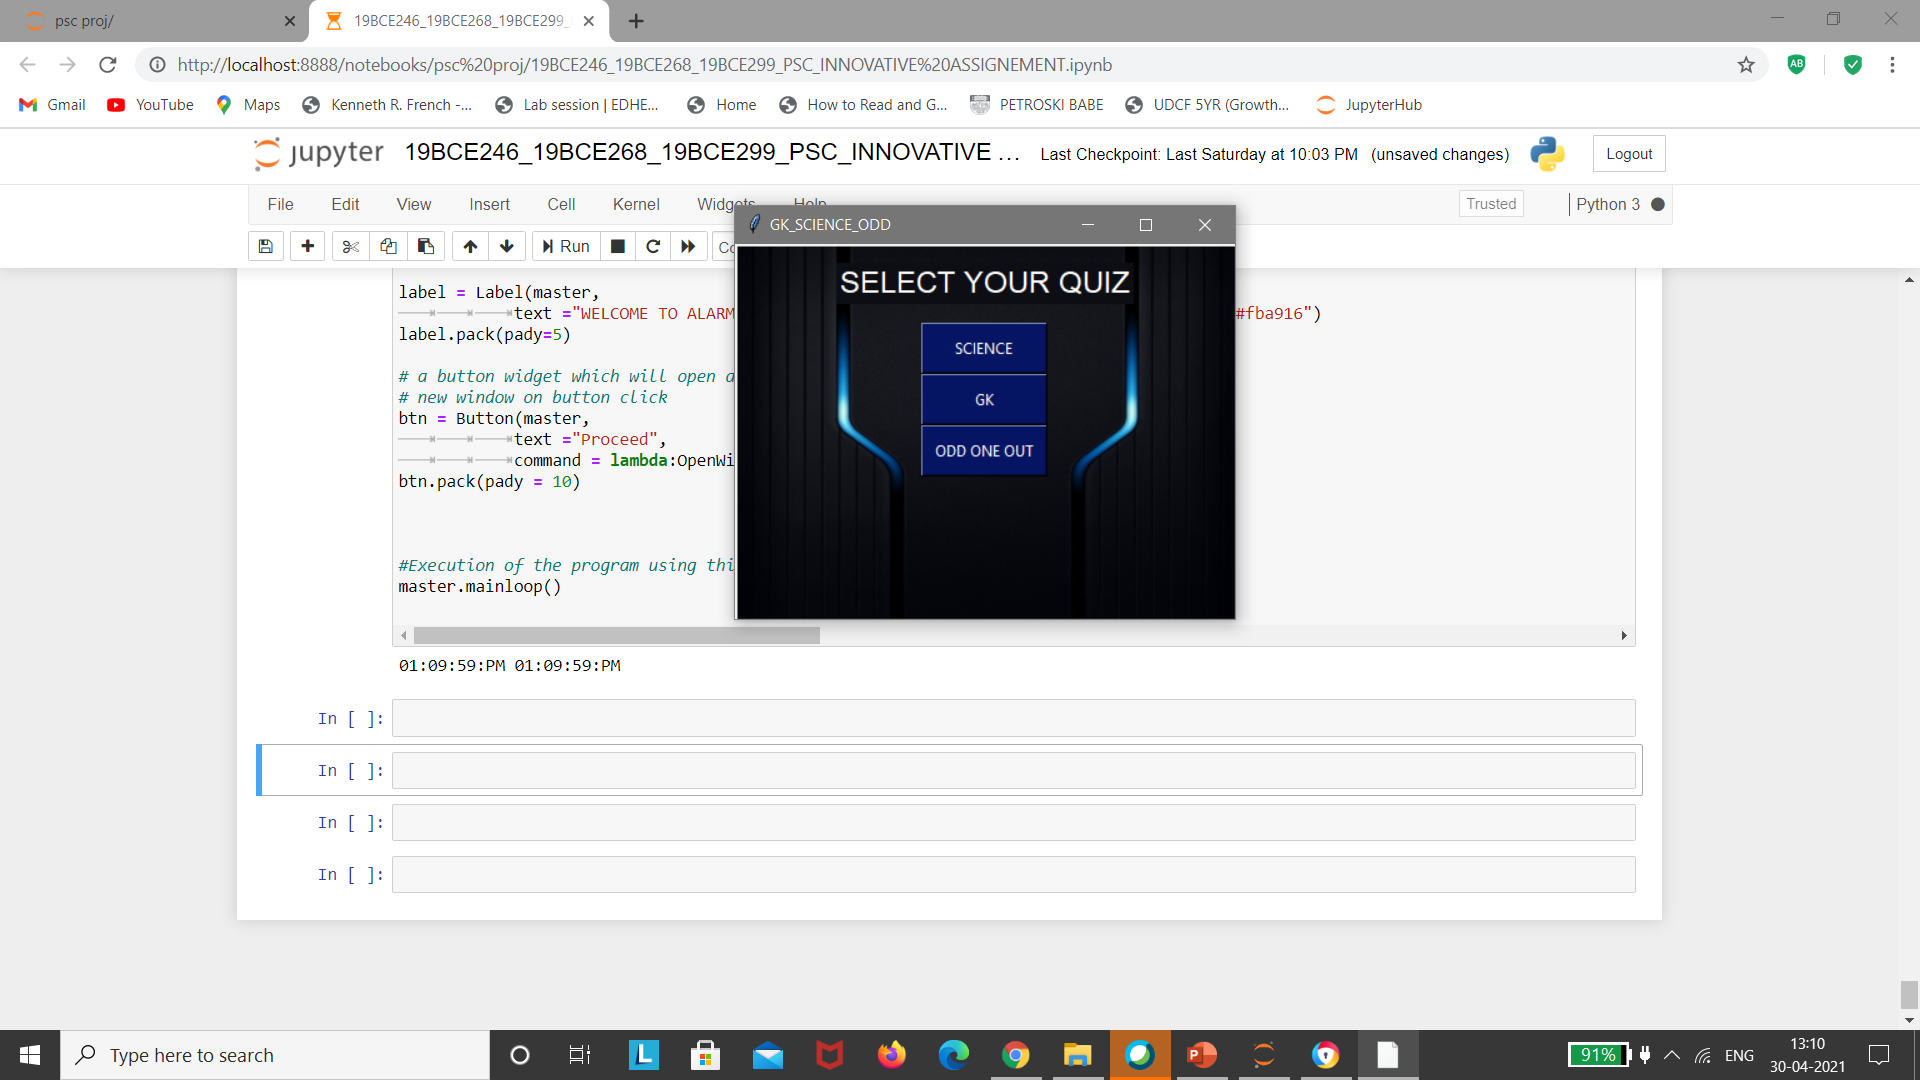 psc proj/
19BCE246_19BCE268_19BCE299_
http://localhost:8888/notebooks/psc%20proj/19BCE246_19BCE268_19BCE299_PSC_INNOVATIVE%20ASSIGNEMENT.ipynb
AB
Gmail YouTube Maps Kenneth R. French -... Lab session | EDHE... Home How to Read and G... PETROSKI BABE UDCF 5YR (Growth... JupyterHub
jupyter 19BCE246_19BCE268_19BCE299_PSC_INNOVATIVE ... Last Checkpoint: Last Saturday at 10:03 PM (unsaved changes) Logout
File Edit View Insert Cell Kernel Widgets Help Trusted Python 3
Run Co
GK_SCIENCE_ODD
SELECT YOUR QUIZ
SCIENCE
GK
ODD ONE OUT
label = Label(master,
text ="WELCOME TO ALARM #fba916")
label.pack(pady=5)
# a button widget which will open a
# new window on button click
btn = Button(master,
text ="Proceed",
command = lambda:OpenWi
btn.pack(pady = 10)
#Execution of the program using thi
master.mainloop()
01:09:59:PM 01:09:59:PM
In [ ]:
In [ ]:
In [ ]:
In [ ]:
Type here to search
L
P
91%
ENG
13:10
30-04-2021